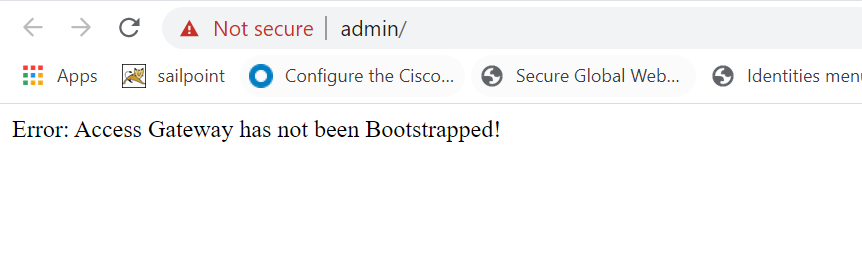 Not secure | admin/
Apps sailpoint Configure the Cisco... Secure Global Web... Identities men
Error: Access Gateway has not been Bootstrapped!